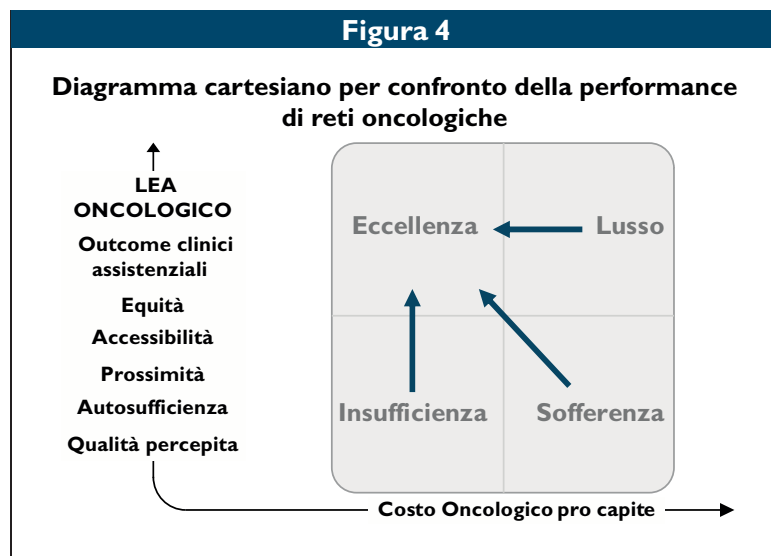 Figura 4
Diagramma cartesiano per confronto della performance
di reti oncologiche
LEA
ONCOLOGICO
Outcome clinici
assistenziali
Equità
Accessibilità
Prossimità
Autosufficienza
Qualità percepita
Eccellenza
Lusso
Insufficienza
Sofferenza
Costo Oncologico pro capite